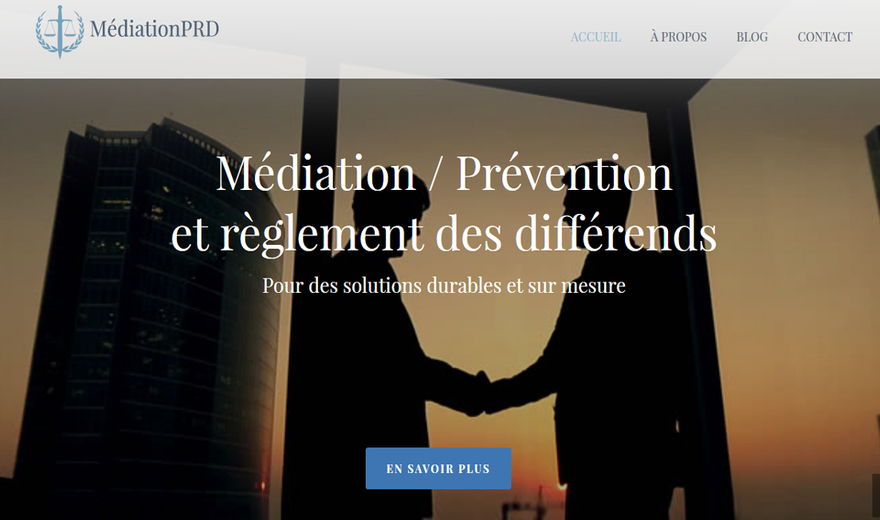 MédiationPRD
ACCUEIL À PROPOS BLOG CONTACT
Médiation / Prévention
et règlement des différends
Pour des solutions durables et sur mesure
EN SAVOIR PLUS